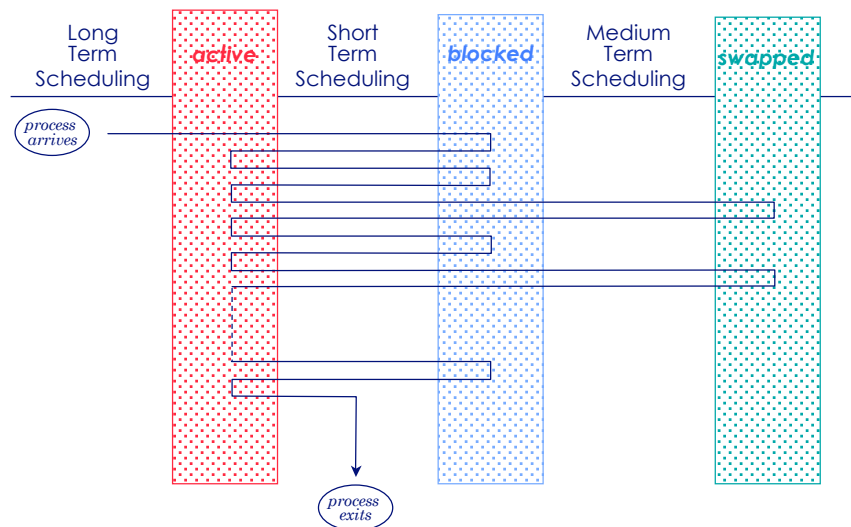 Long
Term
Scheduling
active
Short
Term
Scheduling
blocked
Medium
Term
Scheduling
swapped
process
arrives
process
exits